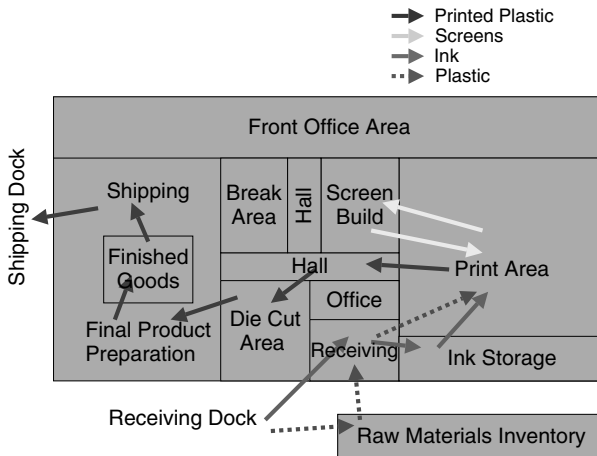 Printed Plastic
Screens
Ink
Plastic
Front Office Area
Shipping Dock
Shipping
Break
Area
Hall
Screen
Build
Finished
Goods
Hall
Print Area
Office
Final Product
Preparation
Die Cut
Area
Receiving
Ink Storage
Receiving Dock
Raw Materials Inventory